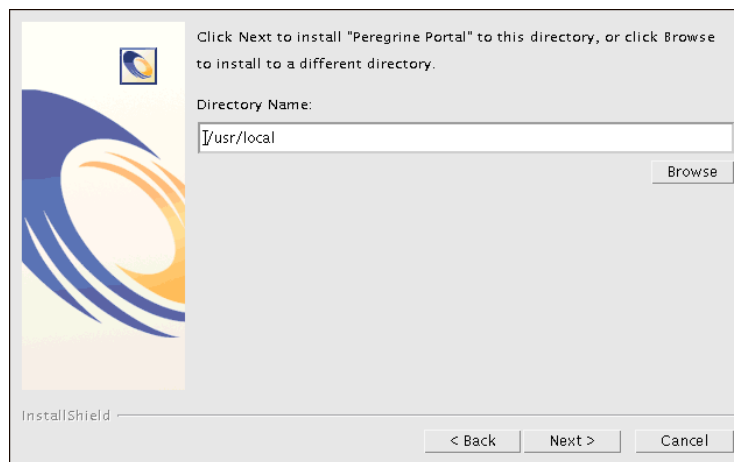 Click Next to install "Peregrine Portal" to this directory, or click Browse
to install to a different directory.
Directory Name:
/usr/local
Browse
InstallShield
< Back
Next >
Cancel